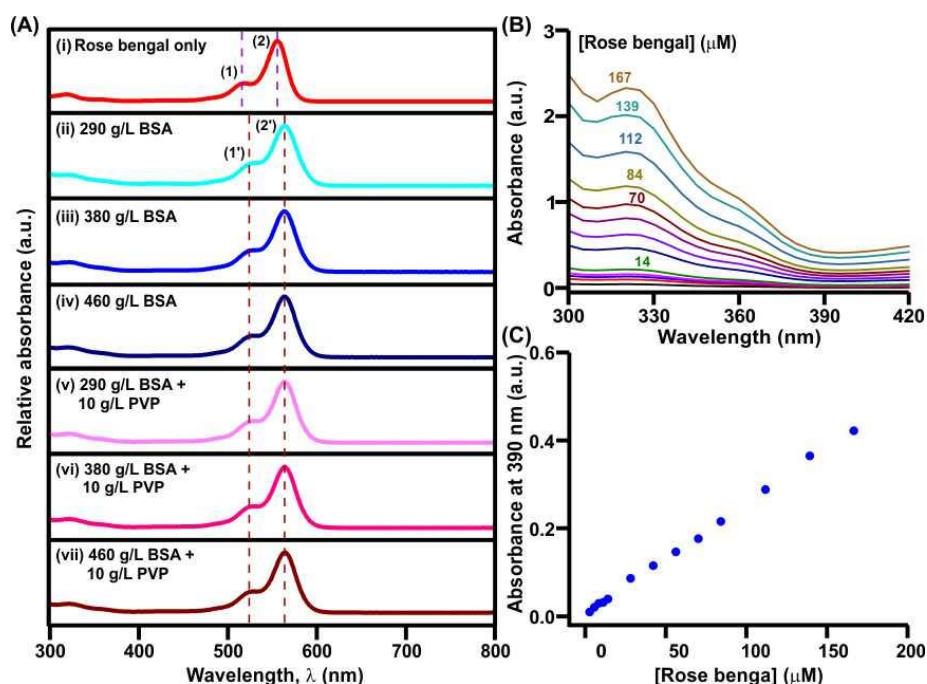 (A)
(i) Rose bengal only
(1)
(2)
(ii) 290 g/L BSA
(1')
(2')
(iii) 380 g/L BSA
(iv) 460 g/L BSA
(v) 290 g/L BSA +
10 g/L PVP
(vi) 380 g/L BSA +
10 g/L PVP
(vii) 460 g/L BSA +
10 g/L PVP
Relative absorbance (a.u.)
300 400 500 600 700 800
Wavelength, λ (nm)
(B)
[Rose bengal] (μM)
167
139
112
84
70
14
3
2
1
0
Absorbance (a.u.)
300 330 360 390 420
Wavelength (nm)
(C)
0.6
0.4
0.2
0.0
Absorbance at 390 nm (a.u.)
0 50 100 150 200
[Rose benga] (μM)